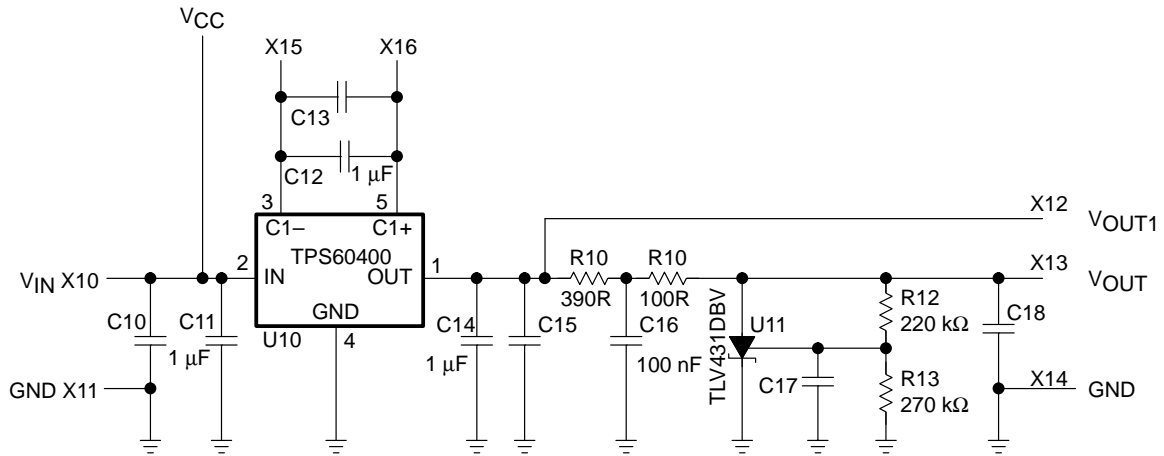 VCC
X15 X16
C13
C12 1 μF
3 5
C1– C1+
X12 VOUT1
TPS60400
VIN X10 2 IN OUT 1 R10 R10 X13 VOUT
390R 100R
GND
C10 C11 U10 4 C14 C15 C16 TLV431DBV U11 R12 C18
220 kΩ
1 μF 1 μF 100 nF
GND X11 C17 R13 X14 GND
270 kΩ